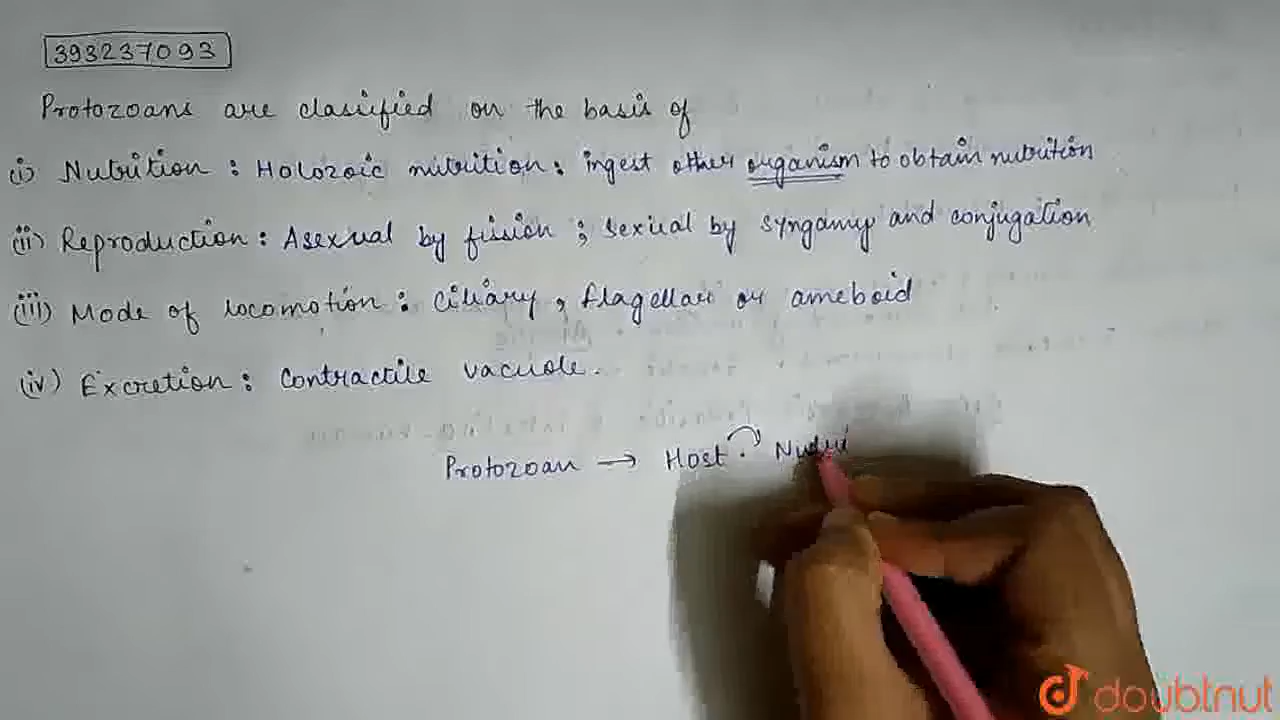 393237093
Protozoans are classified on the basis of
(i) Nutrition : Holozoic nutrition : ingest other organism to obtain nutrition
(ii) Reproduction : Asexual by fission ; sexual by syngamy and conjugation
(iii) Mode of locomotion : Ciliary, flagellar or ameboid
(iv) Excretion : Contractile vacuole.
Protozoan → Host.
doubtnut